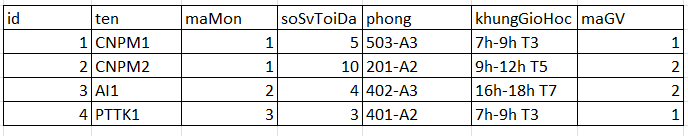 id ten maMon soSvToiDa phong khungGioHoc maGV
1 CNPM1 1 5 503-A3 7h-9h T3 1
2 CNPM2 1 10 201-A2 9h-12h T5 2
3 AI1 2 4 402-A3 16h-18h T7 2
4 PTTK1 3 3 401-A2 7h-9h T3 1